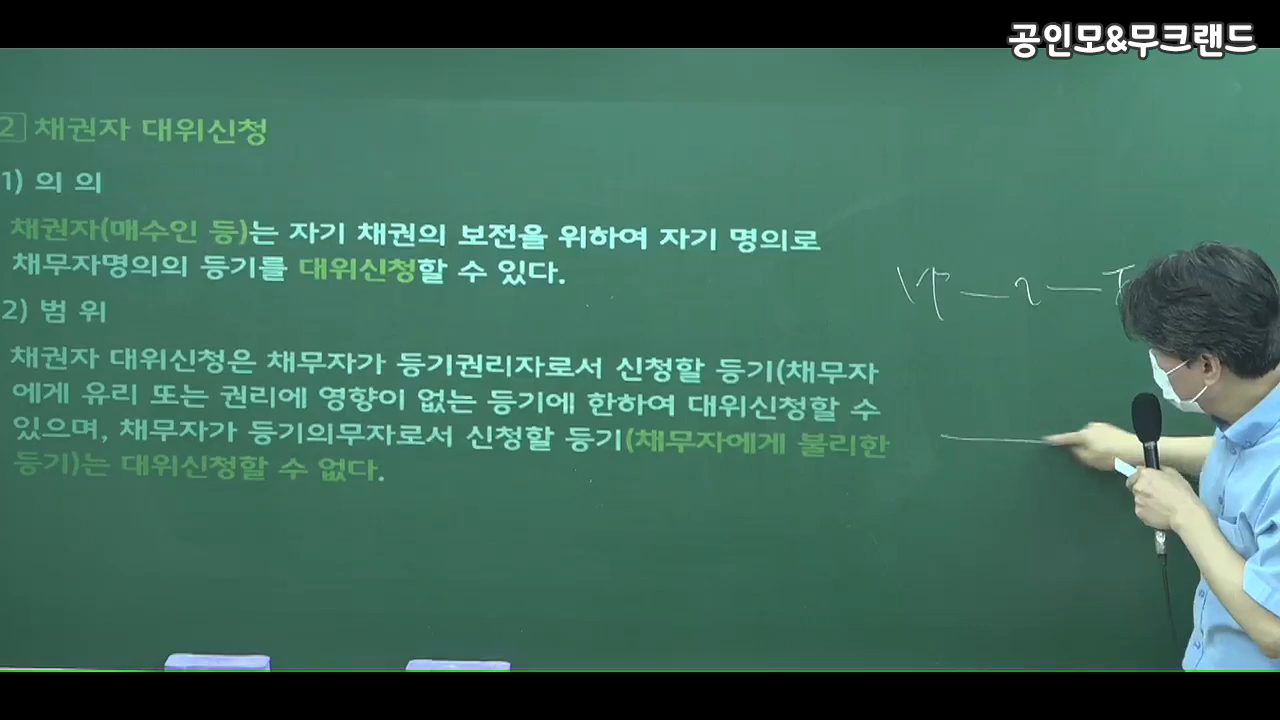 공인모&무크랜드
2 채권자 대위신청
1) 의 의
채권자(매수인 등)는 자기 채권의 보전을 위하여 자기 명의로
채무자명의의 등기를 대위신청할 수 있다.
2) 범 위
채권자 대위신청은 채무자가 등기권리자로서 신청할 등기(채무자
에게 유리 또는 권리에 영향이 없는 등기에 한하여 대위신청할 수
있으며, 채무자가 등기의무자로서 신청할 등기(채무자에게 불리한
등기)는 대위신청할 수 없다.